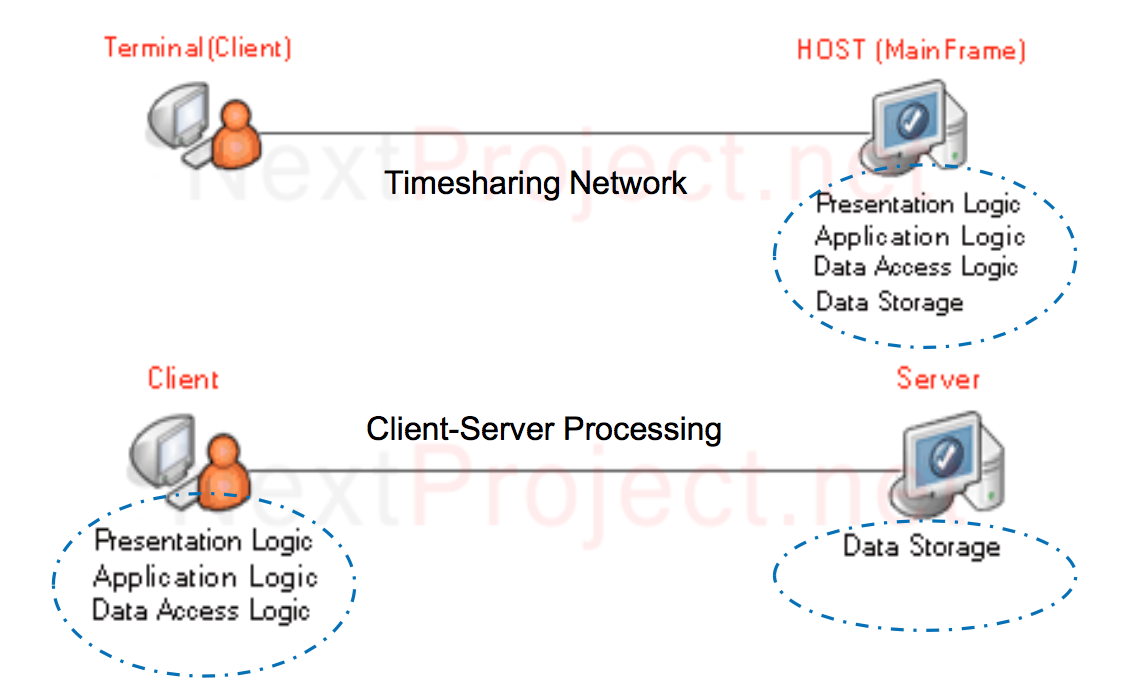 Terminal(Client)
HOST (MainFrame)
NextProject.net
Timesharing Network
Presentation Logic
Application Logic
Data Access Logic
Data Storage
Client
Server
Client-Server Processing
NextProject.net
Presentation Logic
Application Logic
Data Access Logic
Data Storage